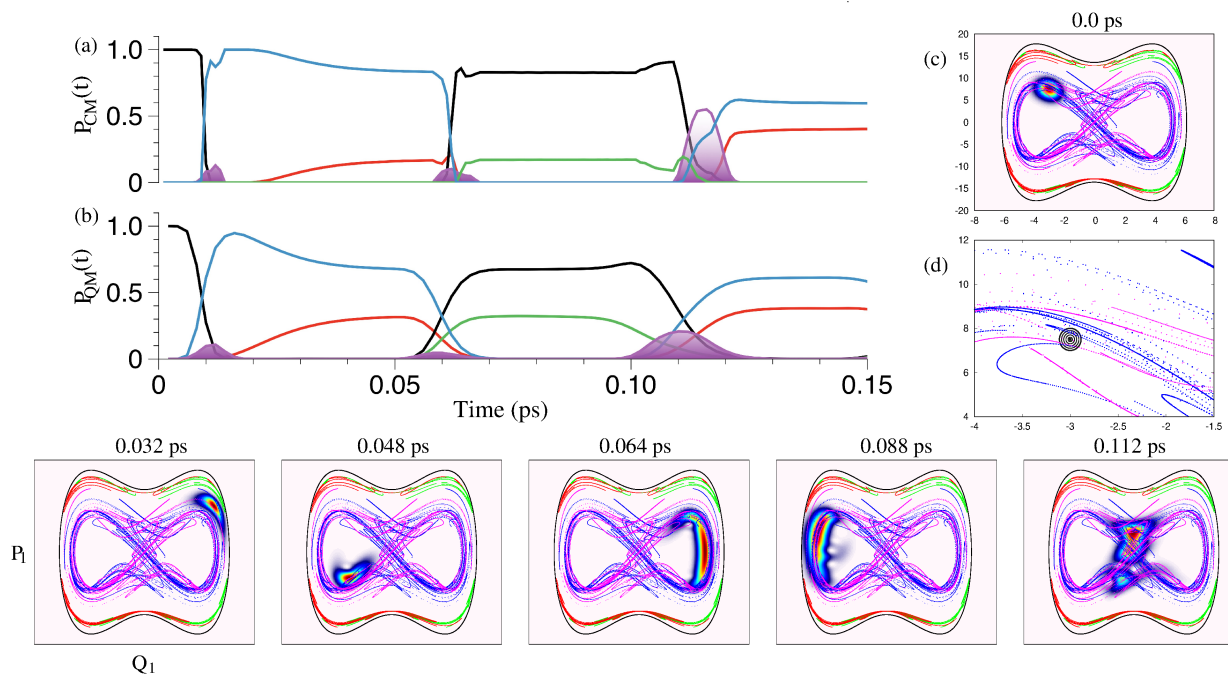 (a)
1.0
0.5
0
P_CM(t)
(b)
1.0
0.5
0
P_QM(t)
0 0.05 0.10 0.15
Time (ps)
0.0 ps
(c)
20
15
10
5
0
-5
-10
-15
-20
-8 -6 -4 -2 0 2 4 6 8
(d)
12
10
8
6
4
-4 -3.5 -3 -2.5 -2 -1.5
0.032 ps 0.048 ps 0.064 ps 0.088 ps 0.112 ps
P_1
Q_1